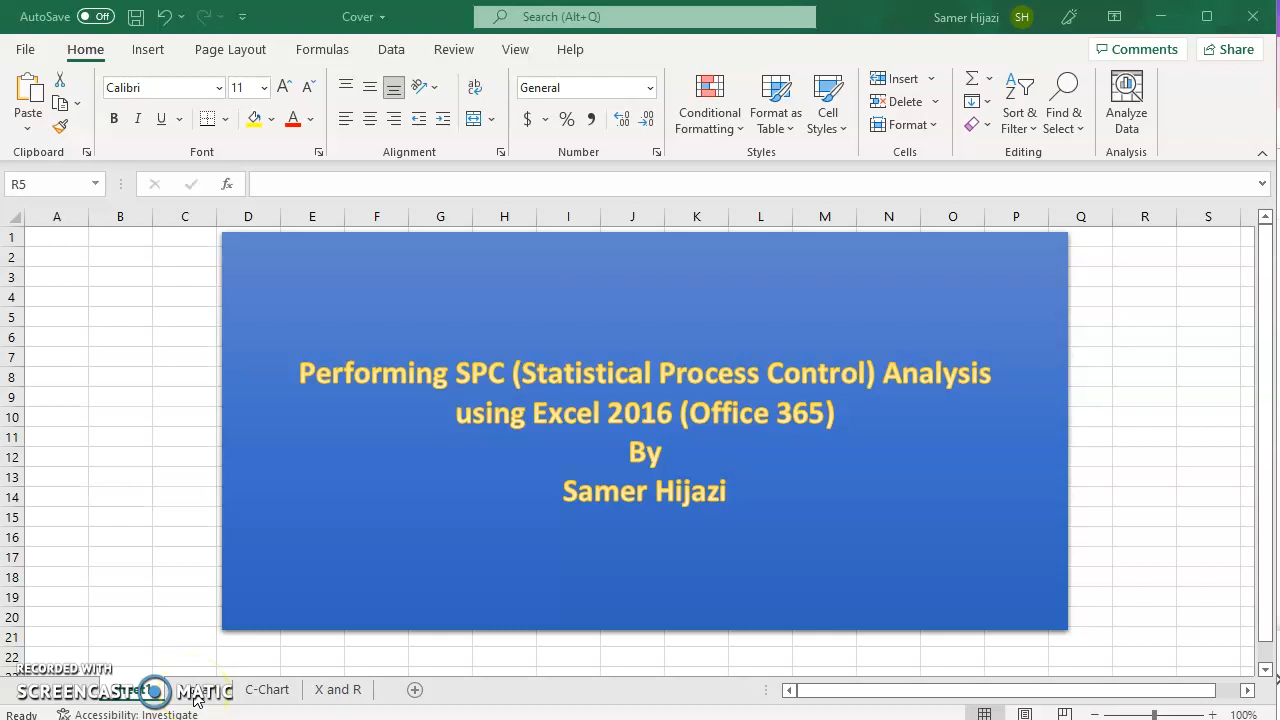 AutoSave Off Cover Search (Alt+Q) Samer Hijazi SH
File Home Insert Page Layout Formulas Data Review View Help Comments Share
Paste
Clipboard
Calibri 11
B I U A
Font
Alignment
General
$ % 9
Number
Conditional Formatting
Format as Table
Cell Styles
Styles
Insert
Delete
Format
Cells
Sort & Filter
Find & Select
Editing
Analyze Data
Analysis
R5 fx
A B C D E F G H I J K L M N O P Q R S
1
2
3
4
5
6
7
8
9
10
11
12
13
14
15
16
17
18
19
20
21
22
Performing SPC (Statistical Process Control) Analysis
using Excel 2016 (Office 365)
By
Samer Hijazi
RECORDED WITH
SCREENCAST MATIC
C-Chart X and R
Ready Accessibility: Investigate 100%